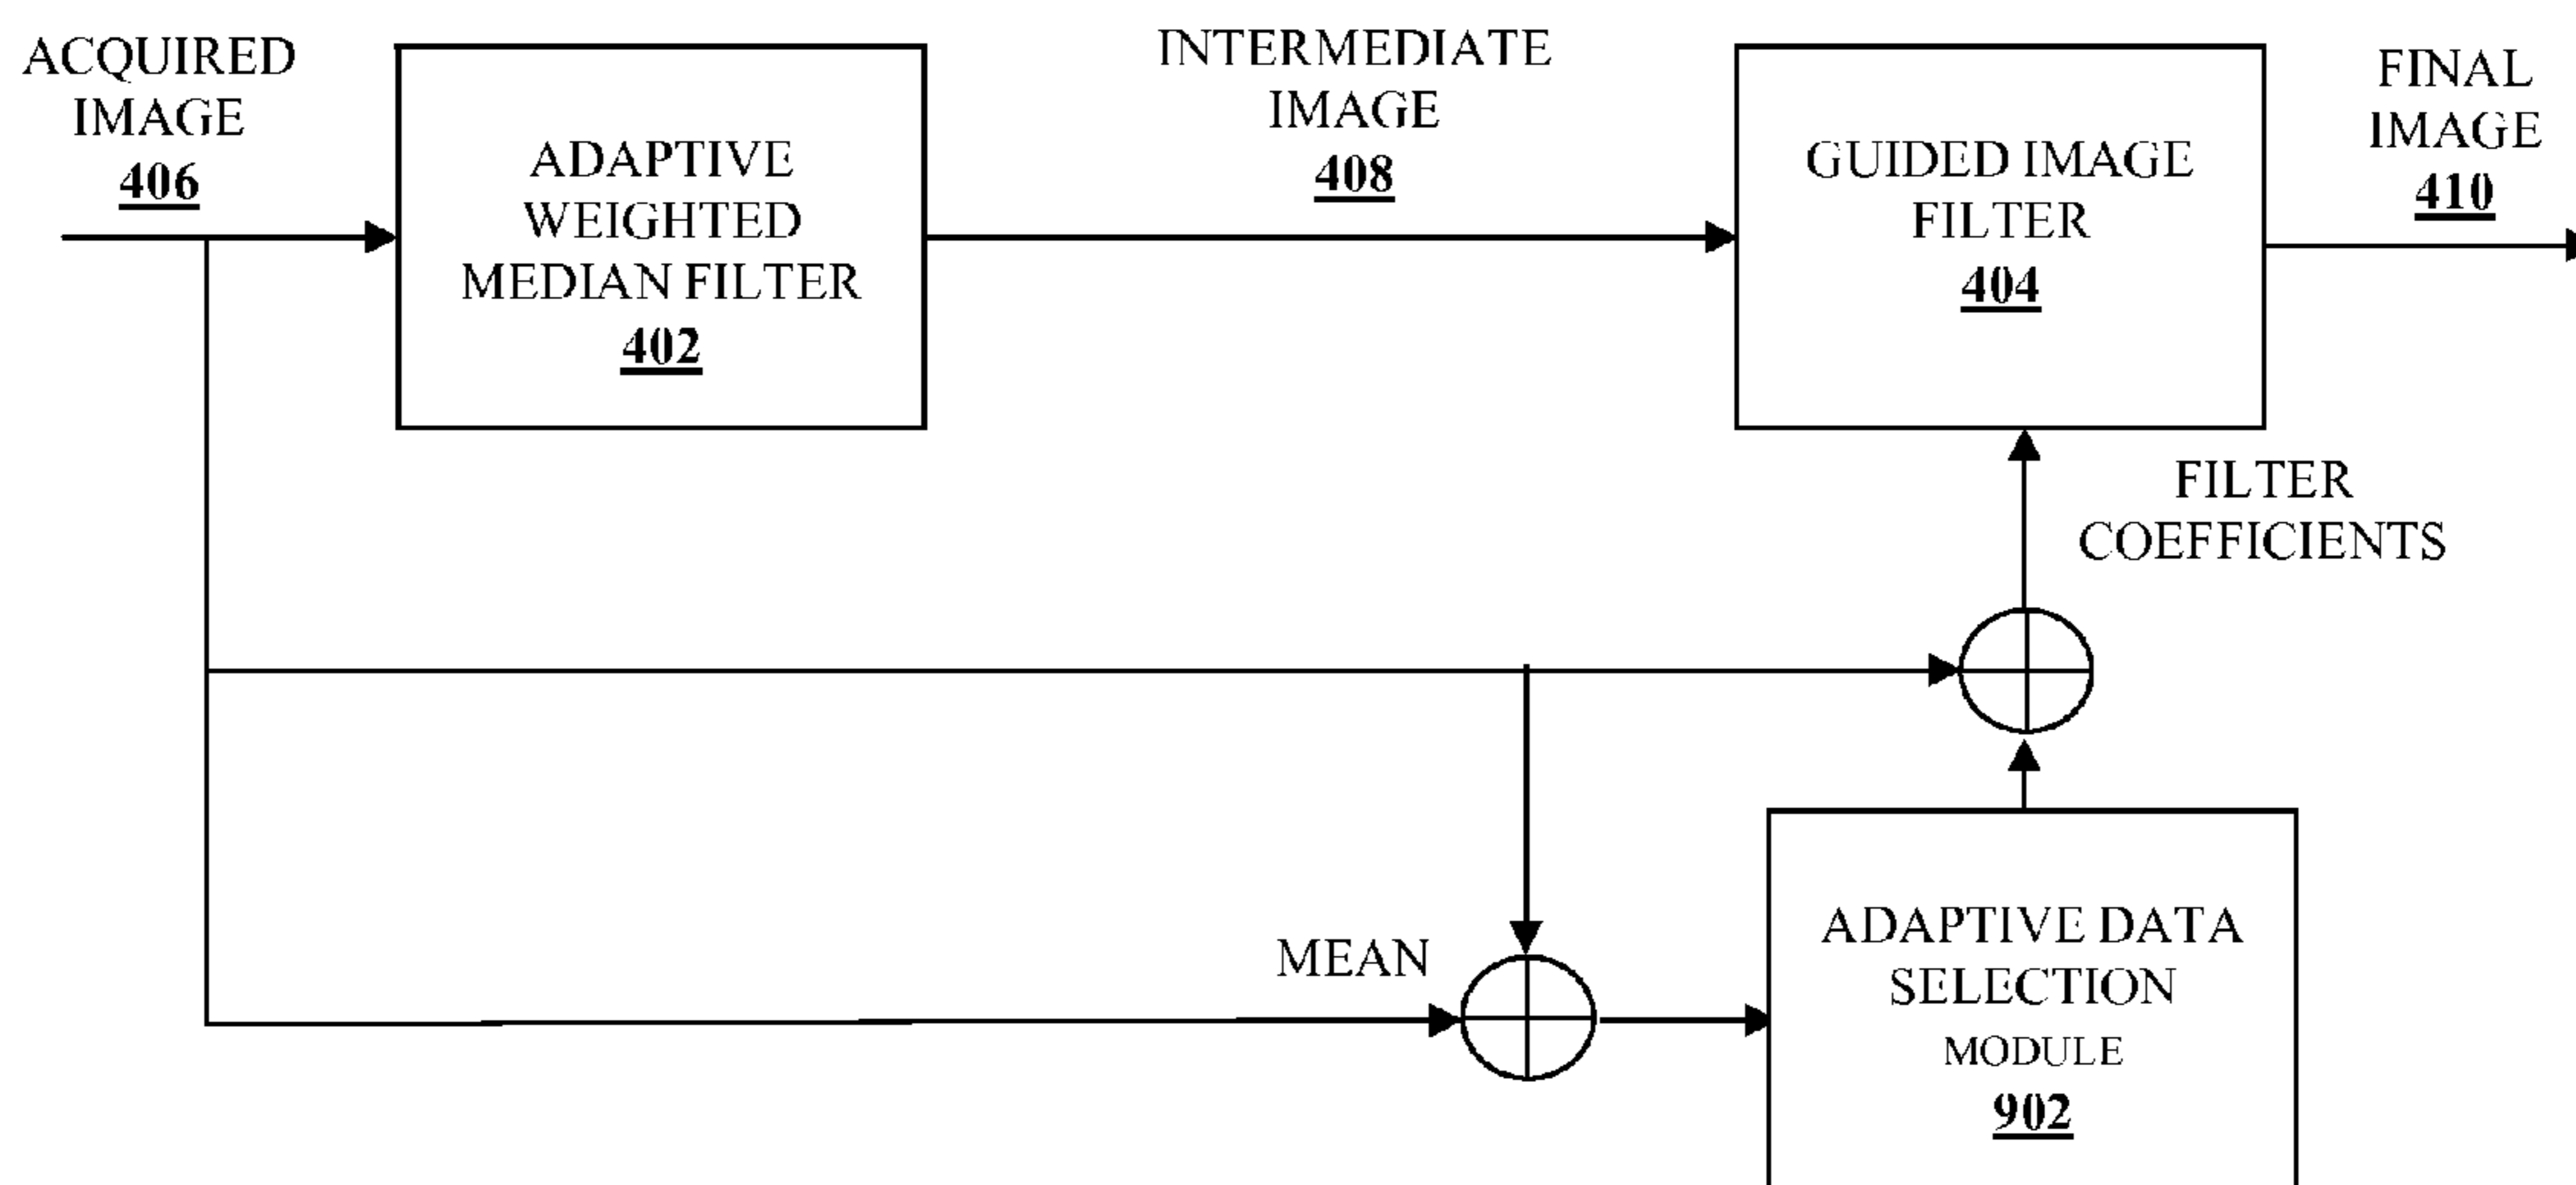 ACQUIRED
IMAGE
406
ADAPTIVE
WEIGHTED
MEDIAN FILTER
402
INTERMEDIATE
IMAGE
408
GUIDED IMAGE
FILTER
404
FINAL
IMAGE
410
FILTER
COEFFICIENTS
MEAN
ADAPTIVE DATA
SELECTION
MODULE
902